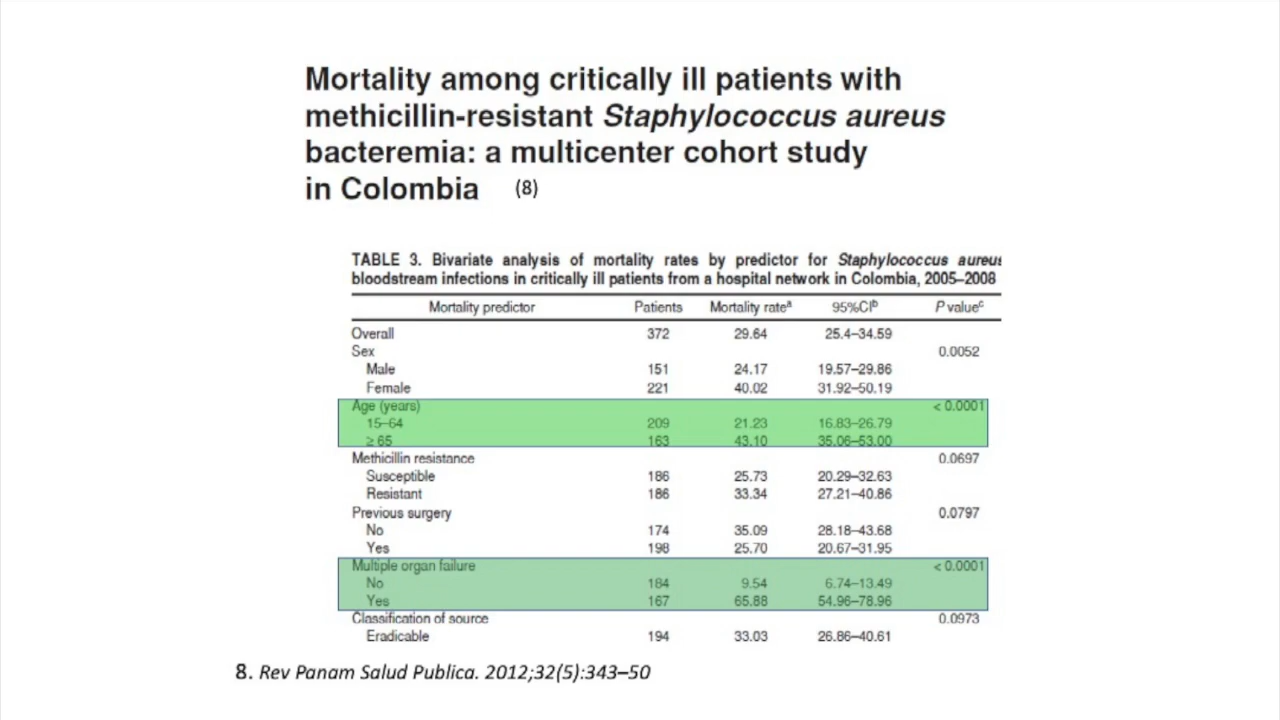 Mortality among critically ill patients with
methicillin-resistant Staphylococcus aureus
bacteremia: a multicenter cohort study
in Colombia (8)
TABLE 3. Bivariate analysis of mortality rates by predictor for Staphylococcus aureus
bloodstream infections in critically ill patients from a hospital network in Colombia, 2005–2008
Mortality predictor Patients Mortality rateª 95%CIᵇ P valueᶜ
Overall 372 29.64 25.4–34.59
Sex 0.0052
Male 151 24.17 19.57–29.86
Female 221 40.02 31.92–50.19
Age (years) < 0.0001
15–64 209 21.23 16.83–26.79
≥ 65 163 43.10 35.06–53.00
Methicillin resistance 0.0697
Susceptible 186 25.73 20.29–32.63
Resistant 186 33.34 27.21–40.86
Previous surgery 0.0797
No 174 35.09 28.18–43.68
Yes 198 25.70 20.67–31.95
Multiple organ failure < 0.0001
No 184 9.54 6.74–13.49
Yes 167 65.88 54.96–78.96
Classification of source 0.0973
Eradicable 194 33.03 26.86–40.61
8. Rev Panam Salud Publica. 2012;32(5):343–50